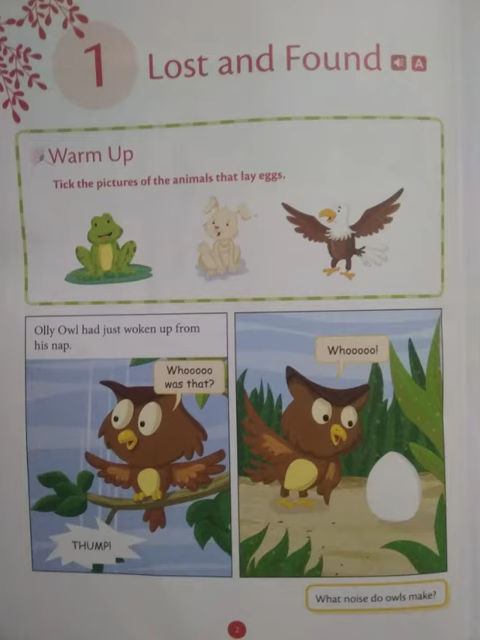 1 Lost and Found A
Warm Up
Tick the pictures of the animals that lay eggs.
Olly Owl had just woken up from
his nap.
Whooooo
was that?
THUMP!
Whooooo!
What noise do owls make?
2